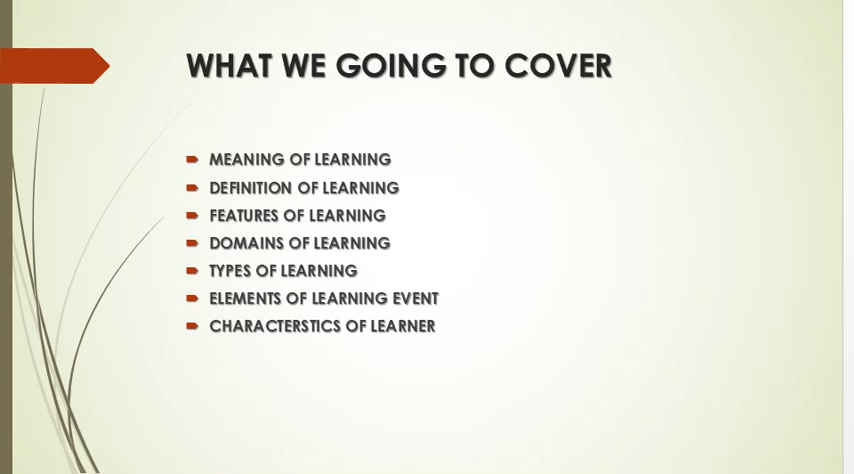 WHAT WE GOING TO COVER
MEANING OF LEARNING
DEFINITION OF LEARNING
FEATURES OF LEARNING
DOMAINS OF LEARNING
TYPES OF LEARNING
ELEMENTS OF LEARNING EVENT
CHARACTERSTICS OF LEARNER